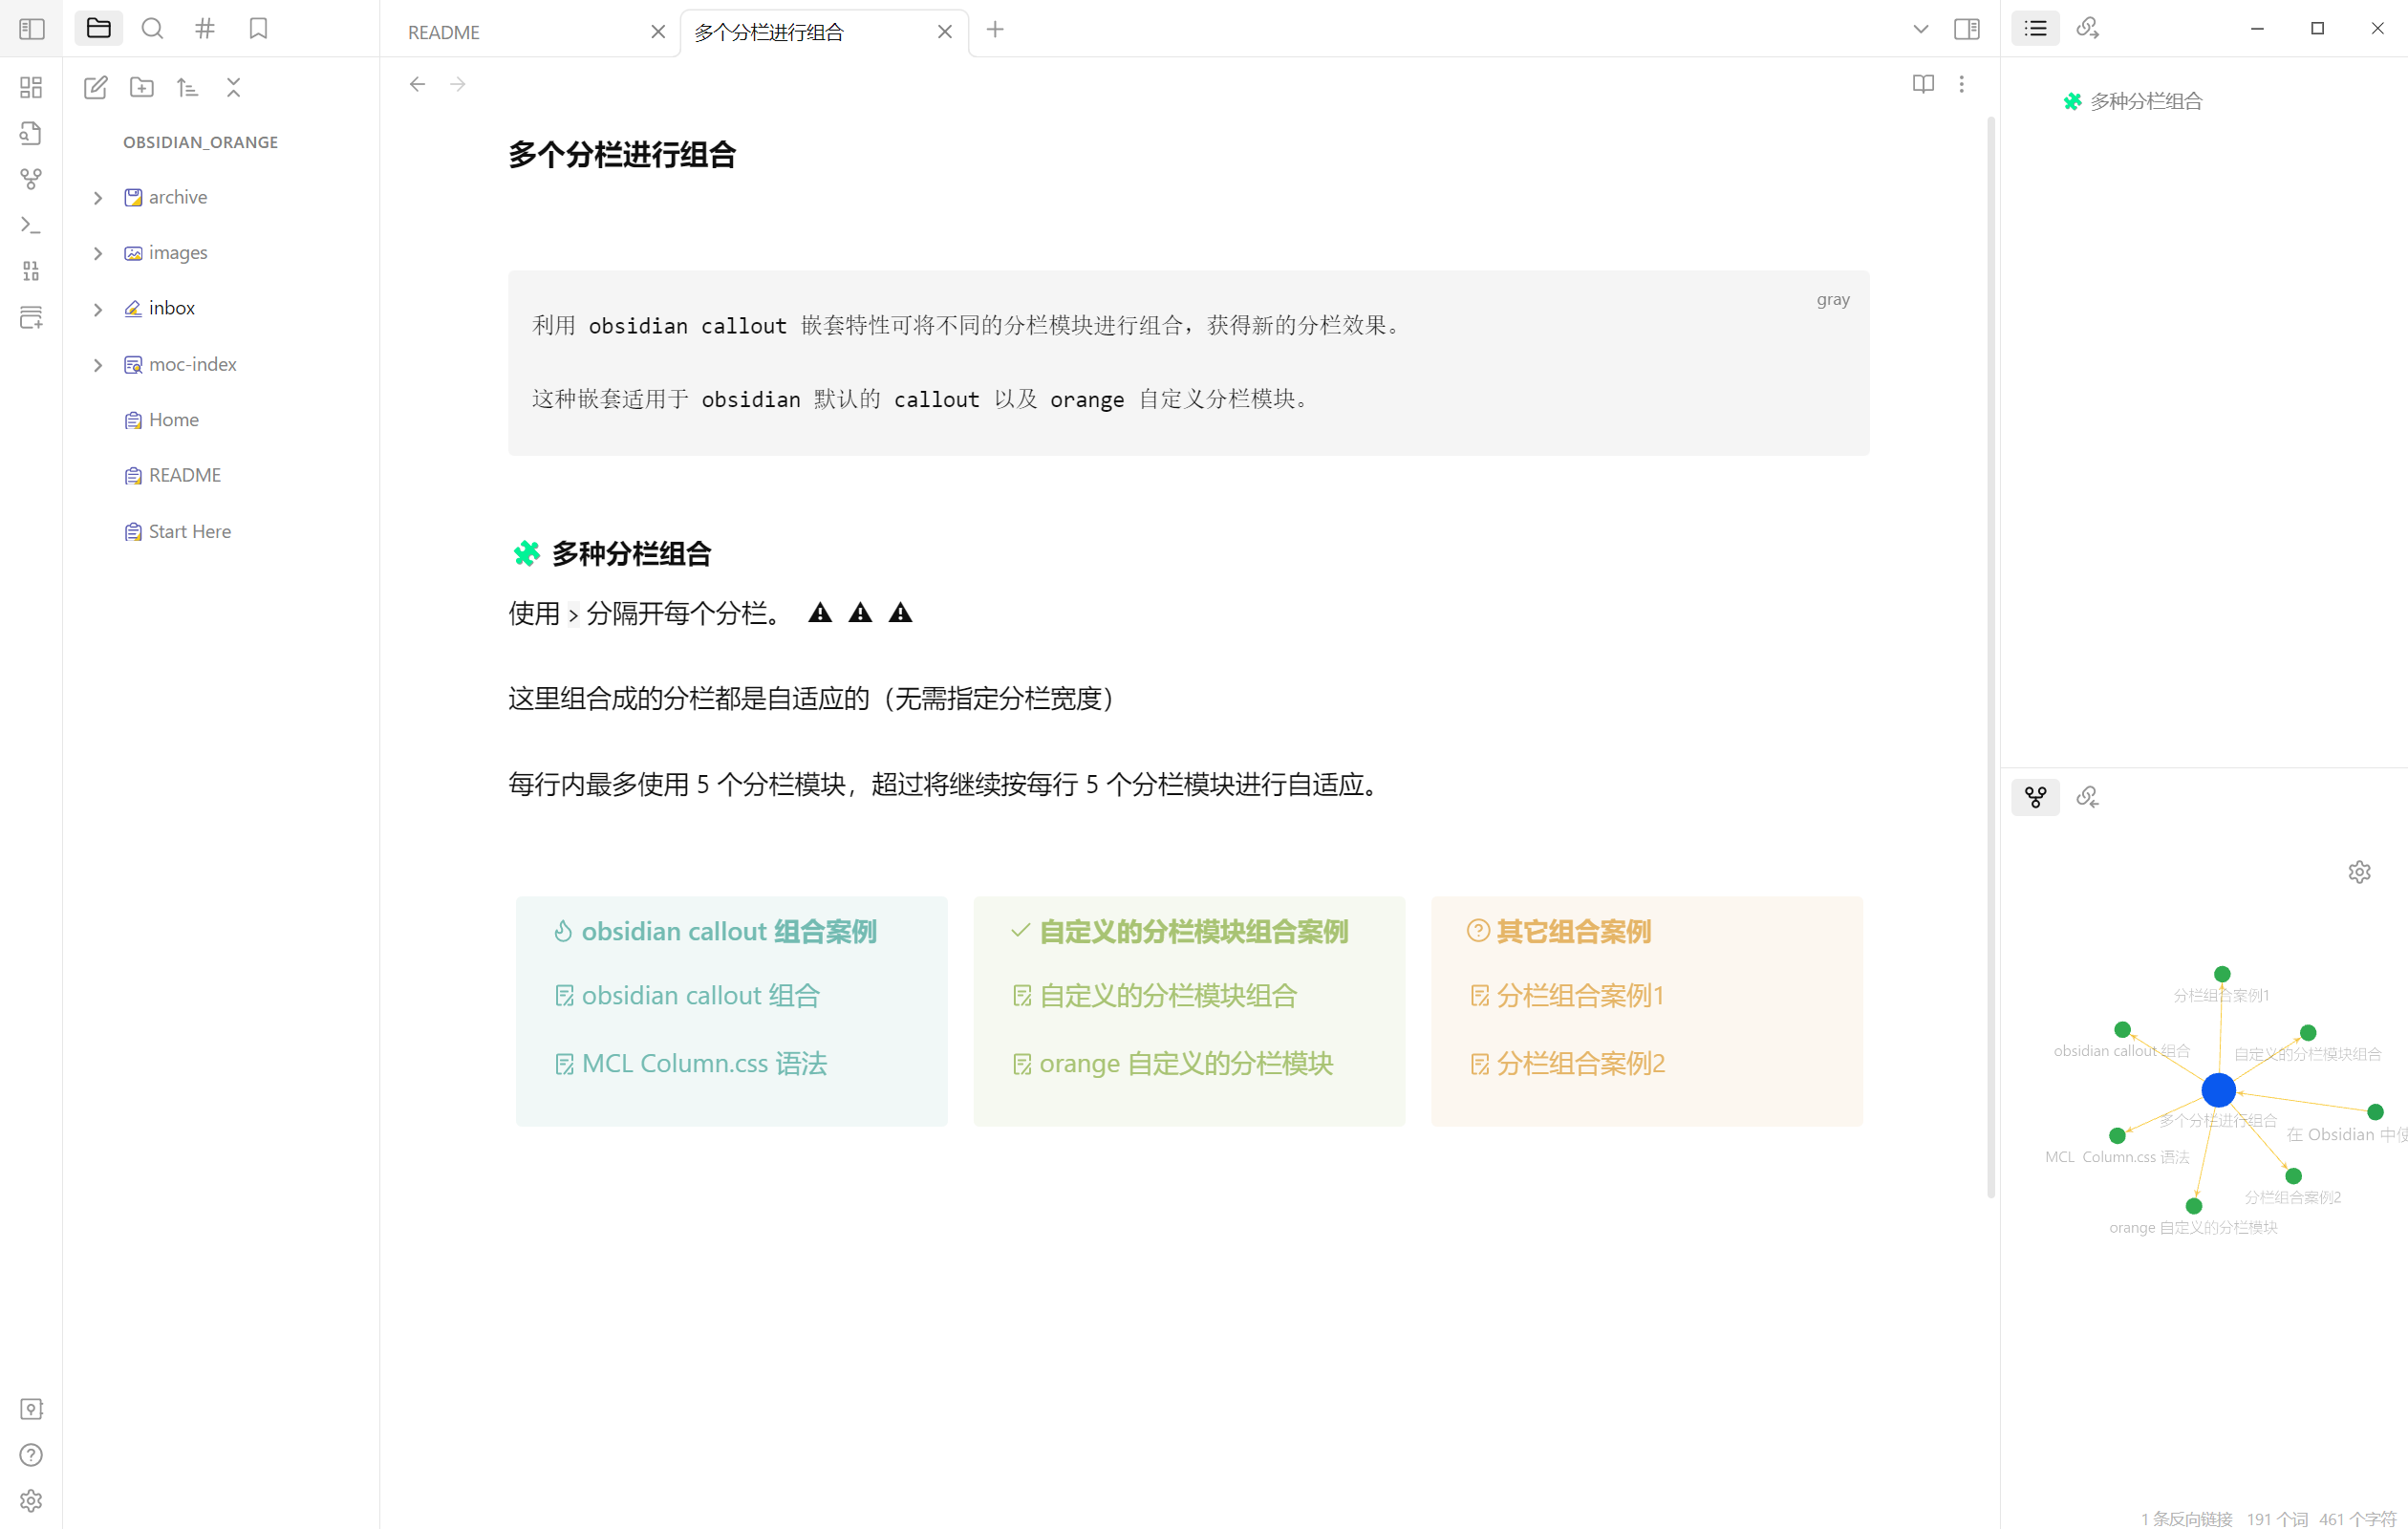 README
多个分栏进行组合
OBSIDIAN_ORANGE
archive
images
inbox
moc-index
Home
README
Start Here
多个分栏进行组合
gray
利用 obsidian callout 嵌套特性可将不同的分栏模块进行组合，获得新的分栏效果。
这种嵌套适用于 obsidian 默认的 callout 以及 orange 自定义分栏模块。
多种分栏组合
使用 > 分隔开每个分栏。
这里组合成的分栏都是自适应的（无需指定分栏宽度）
每行内最多使用 5 个分栏模块，超过将继续按每行 5 个分栏模块进行自适应。
obsidian callout 组合案例
obsidian callout 组合
MCL Column.css 语法
自定义的分栏模块组合案例
自定义的分栏模块组合
orange 自定义的分栏模块
其它组合案例
分栏组合案例1
分栏组合案例2
多种分栏组合
分栏组合案例1
obsidian callout 组合
自定义的分栏模块组合
多个分栏进行组合
在 Obsidian 中使
MCL Column.css 语法
分栏组合案例2
orange 自定义的分栏模块
1 条反向链接 191 个词 461 个字符